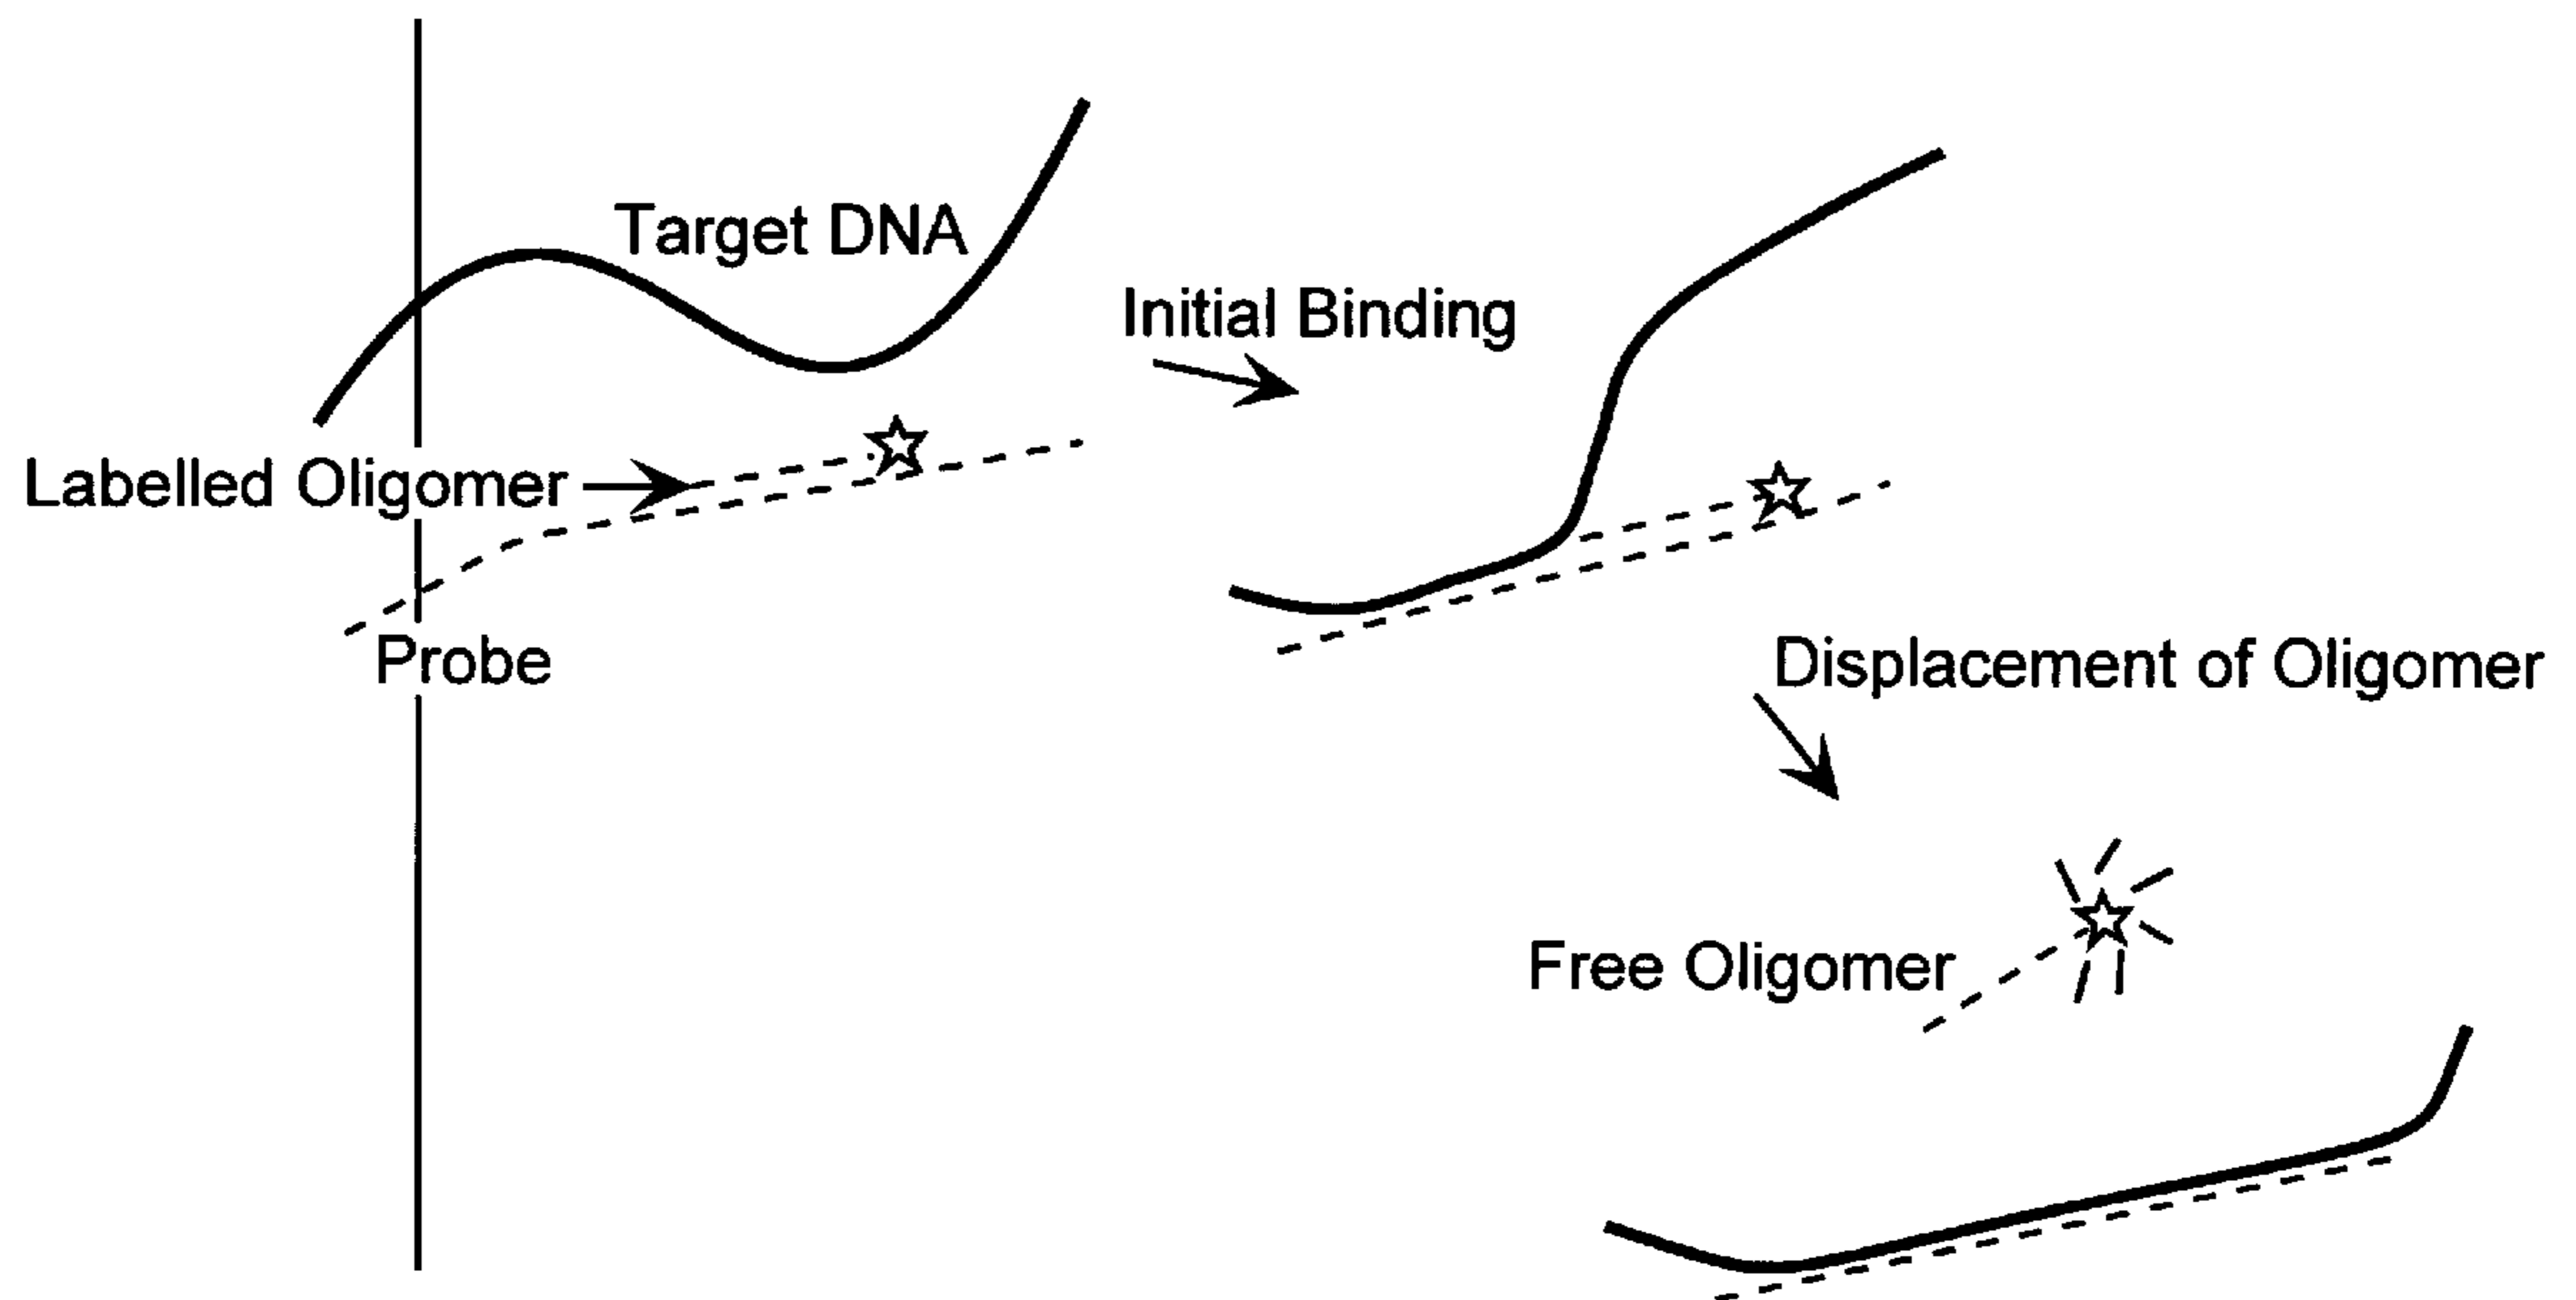 Target DNA
Initial Binding
Labelled Oligomer
Probe
Displacement of Oligomer
Free Oligomer